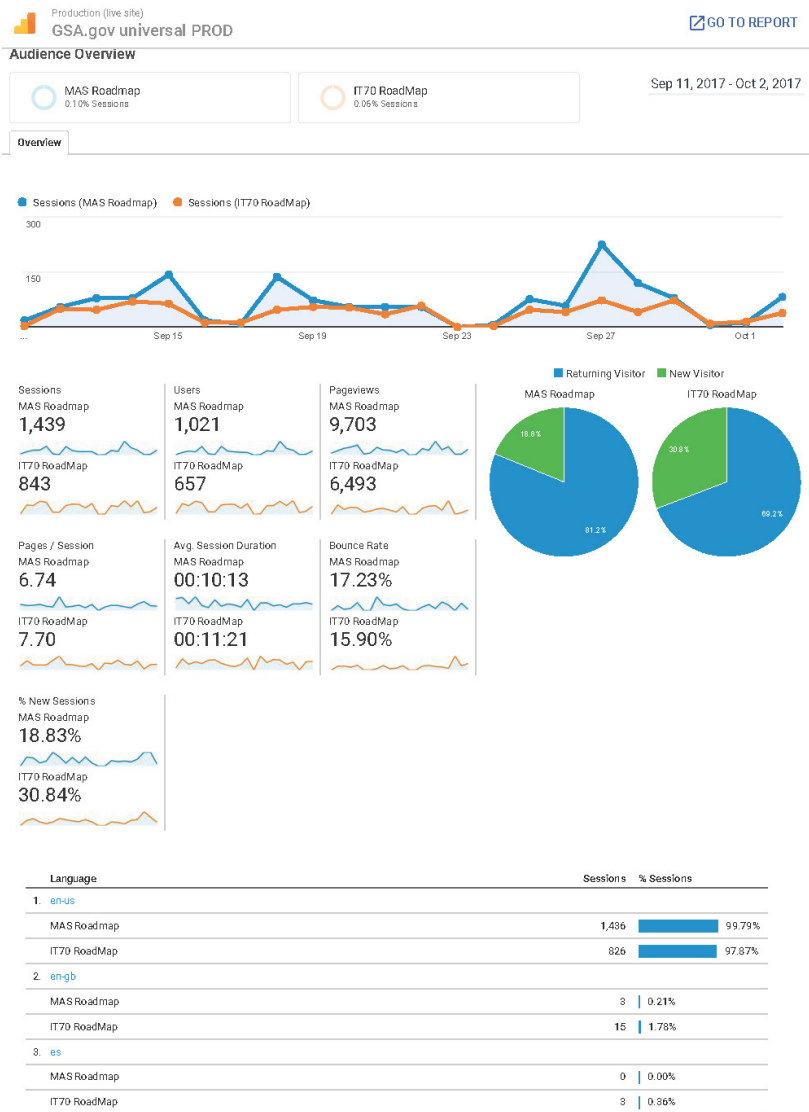 Production (live site)
GSA.gov universal PROD
GO TO REPORT
Audience Overview
MAS Roadmap
0.10% Sessions
IT70 RoadMap
0.06% Sessions
Sep 11, 2017 - Oct 2, 2017
Overview
Sessions (MAS Roadmap) Sessions (IT70 RoadMap)
300
150
... Sep 15 Sep 19 Sep 23 Sep 27 Oct 1
Returning Visitor New Visitor
MAS Roadmap IT70 RoadMap
18.8%
81.2%
30.8%
69.2%
Sessions
MAS Roadmap
1,439
IT70 RoadMap
843
Users
MAS Roadmap
1,021
IT70 RoadMap
657
Pageviews
MAS Roadmap
9,703
IT70 RoadMap
6,493
Pages / Session
MAS Roadmap
6.74
IT70 RoadMap
7.70
Avg. Session Duration
MAS Roadmap
00:10:13
IT70 RoadMap
00:11:21
Bounce Rate
MAS Roadmap
17.23%
IT70 RoadMap
15.90%
% New Sessions
MAS Roadmap
18.83%
IT70 RoadMap
30.84%
Language Sessions % Sessions
1. en-us
MAS Roadmap 1,436 99.79%
IT70 RoadMap 826 97.87%
2. en-gb
MAS Roadmap 3 0.21%
IT70 RoadMap 15 1.78%
3. es
MAS Roadmap 0 0.00%
IT70 RoadMap 3 0.36%